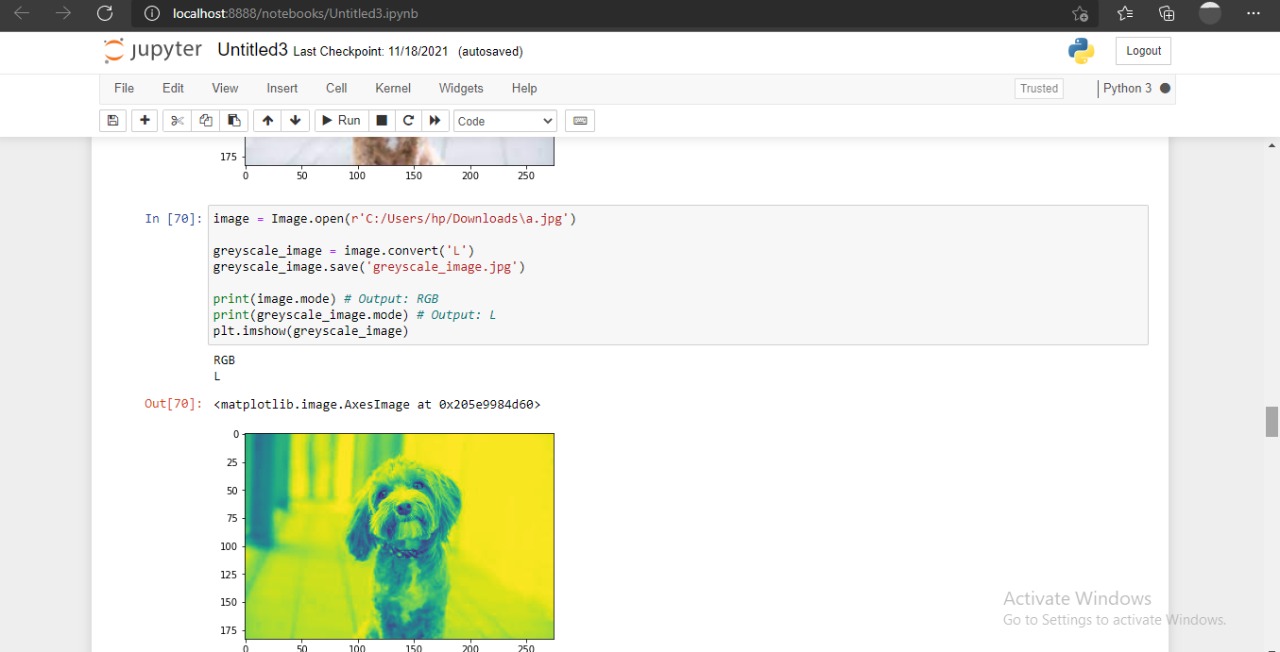 localhost:8888/notebooks/Untitled3.ipynb
jupyter Untitled3 Last Checkpoint: 11/18/2021 (autosaved)
Logout
File Edit View Insert Cell Kernel Widgets Help
Trusted
Python 3
Run
Code
175
0 50 100 150 200 250
In [70]: image = Image.open(r'C:/Users/hp/Downloads\a.jpg')
greyscale_image = image.convert('L')
greyscale_image.save('greyscale_image.jpg')
print(image.mode) # Output: RGB
print(greyscale_image.mode) # Output: L
plt.imshow(greyscale_image)
RGB
L
Out[70]: <matplotlib.image.AxesImage at 0x205e9984d60>
0
25
50
75
100
125
150
175
0 50 100 150 200 250
Activate Windows
Go to Settings to activate Windows.